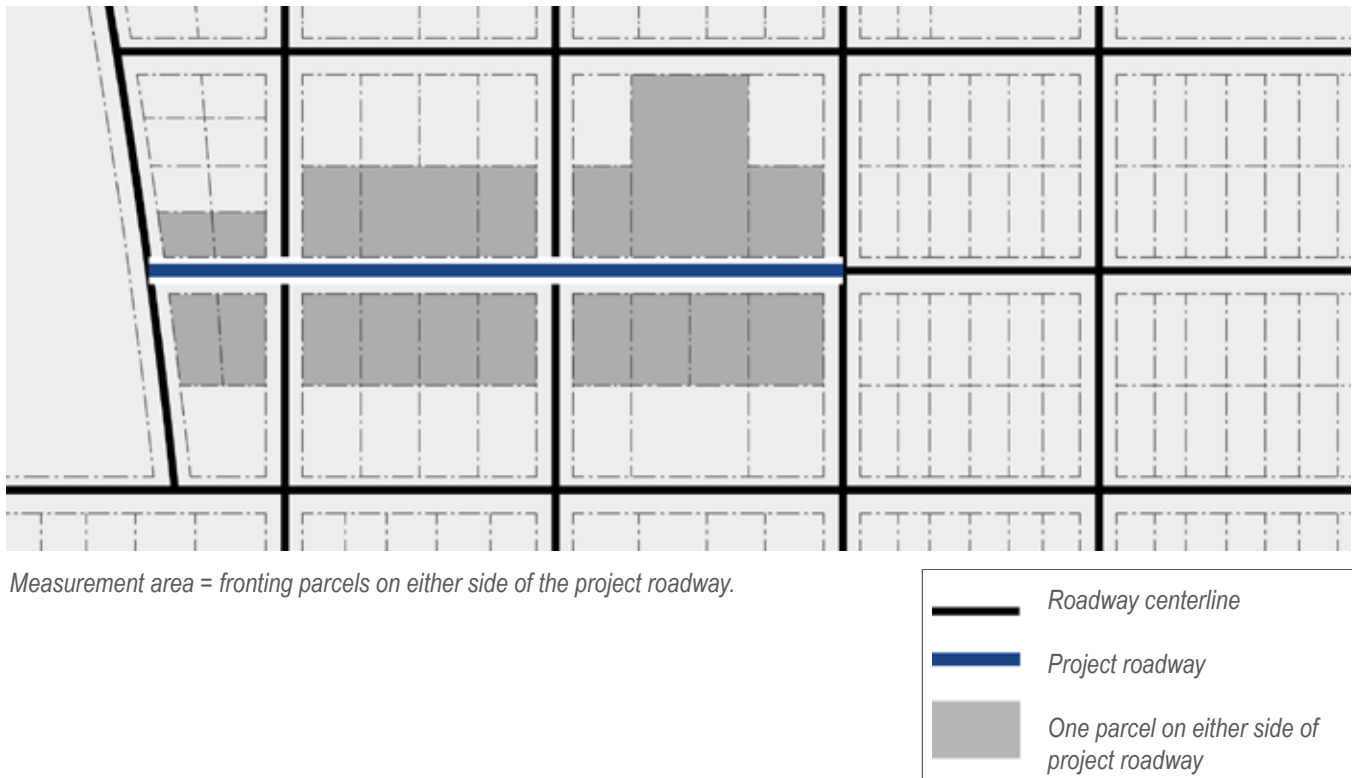 Measurement area = fronting parcels on either side of the project roadway.
Roadway centerline
Project roadway
One parcel on either side of
project roadway